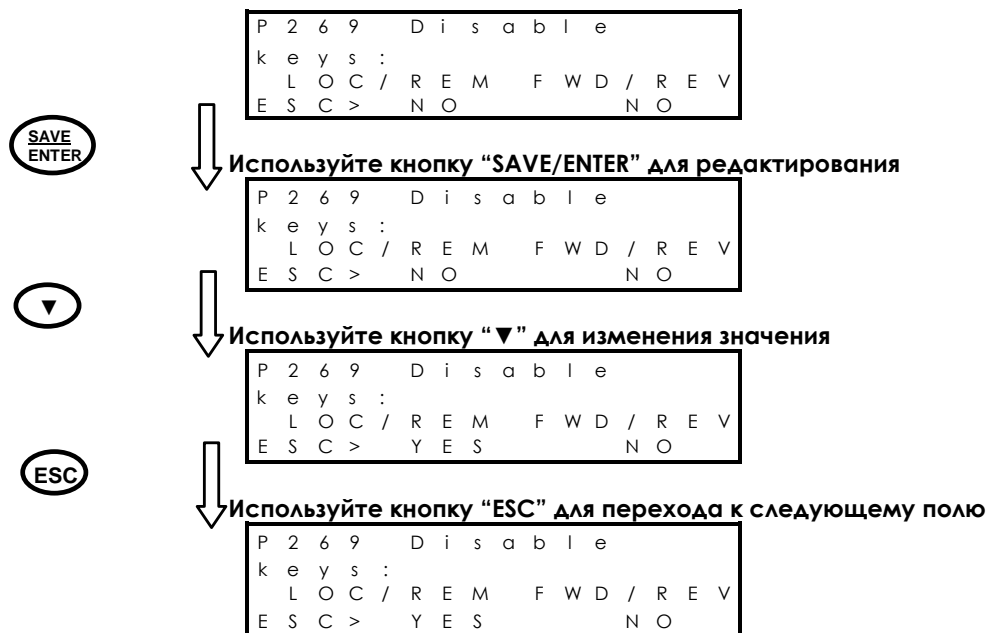 P269 Disable
keys:
LOC/REM FWD/REV
ESC> NO NO
SAVE
ENTER
Используйте кнопку “SAVE/ENTER” для редактирования
P269 Disable
keys:
LOC/REM FWD/REV
ESC> NO NO
▼
Используйте кнопку “▼” для изменения значения
P269 Disable
keys:
LOC/REM FWD/REV
ESC> YES NO
ESC
Используйте кнопку “ESC” для перехода к следующему полю
P269 Disable
keys:
LOC/REM FWD/REV
ESC> YES NO